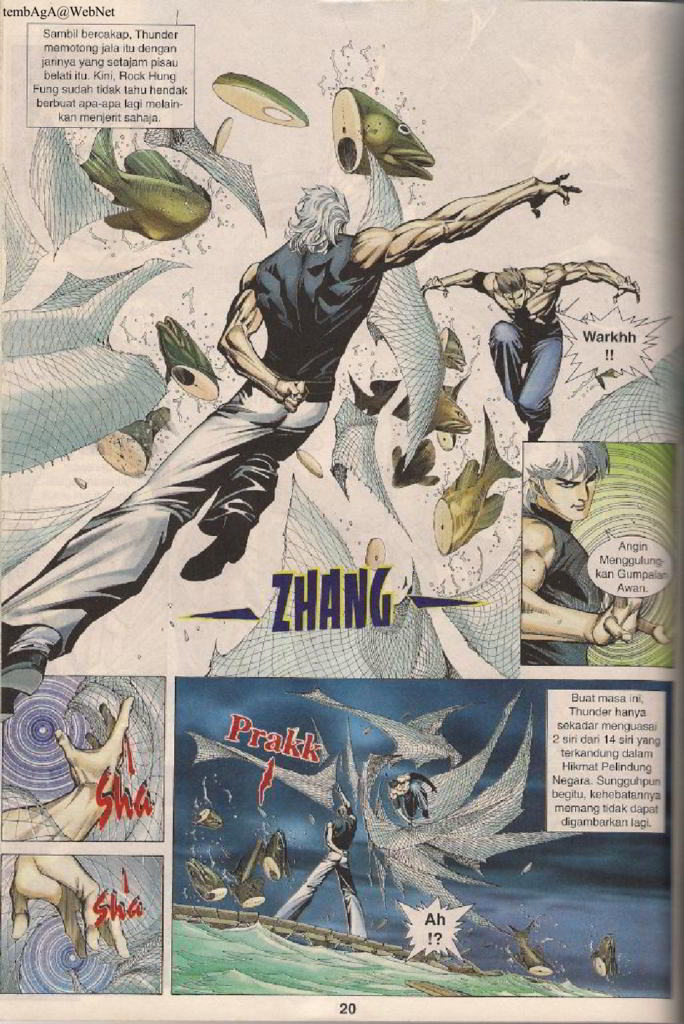 tembAgA@WebNet
Sambil bercakap, Thunder
memotong jala itu dengan
jarinya yang setajam pisau
belati itu. Kini, Rock Hung
Fung sudah tidak tahu hendak
berbuat apa-apa lagi melain-
kan menjerit sahaja.
Warkhh
!!
Angin
Menggulung-
kan Gumpalan
Awan.
ZHANG
Sha
Sha
Prakk
!
Buat masa ini,
Thunder hanya
sekadar menguasai
2 siri dari 14 siri yang
terkandung dalam
Hikmat Pelindung
Negara. Sungguhpun
begitu, kehebatannya
memang tidak dapat
digambarkan lagi.
Ah
!?
20